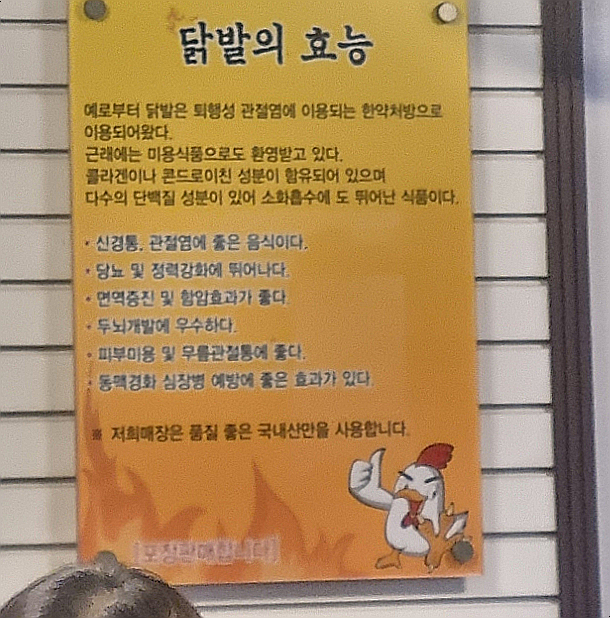 닭발의 효능
예로부터 닭발은 퇴행성 관절염에 이용되는 한약처방으로
이용되어왔다.
근래에는 미용식품으로도 환영받고 있다.
콜라겐이나 콘드로이친 성분이 함유되어 있으며
다수의 단백질 성분이 있어 소화흡수에 도 뛰어난 식품이다.
· 신경통, 관절염에 좋은 음식이다.
· 당뇨 및 정력강화에 뛰어나다.
· 면역증진 및 항암효과가 좋다.
· 두뇌개발에 우수하다.
· 피부미용 및 무릎관절통에 좋다.
· 동맥경화 심장병 예방에 좋은 효과가 있다.
※ 저희매장은 품질 좋은 국내산만을 사용합니다.
[포장판매합니다]